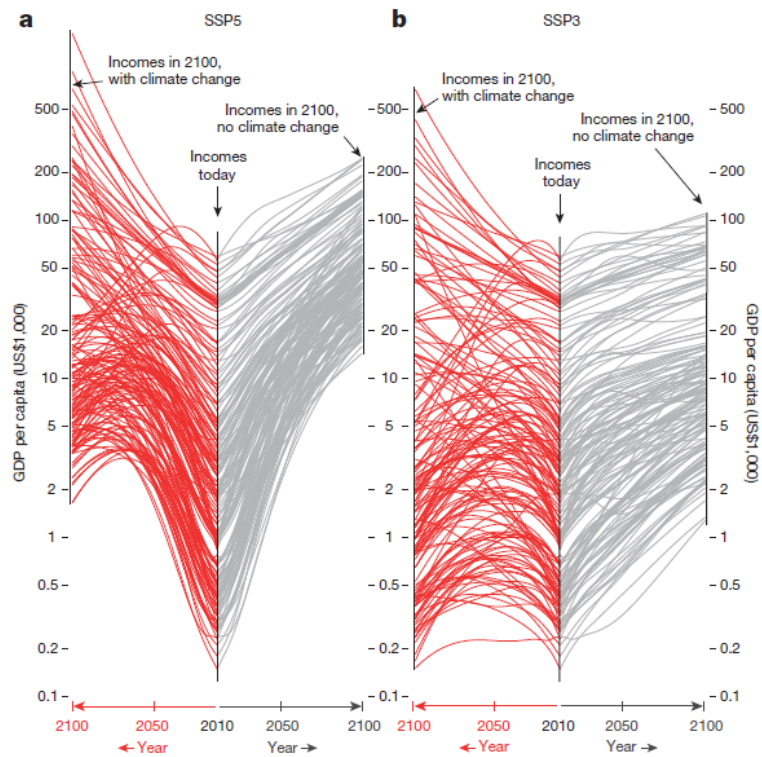 a
SSP5
Incomes in 2100,
with climate change
Incomes in 2100,
no climate change
Incomes
today
GDP per capita (US$1,000)
500
200
100
50
20
10
5
2
1
0.5
0.2
0.1
2100
2050
2010
2050
2100
Year
Year
b
SSP3
Incomes in 2100,
with climate change
Incomes in 2100,
no climate change
Incomes
today
500
200
100
50
20
10
5
2
1
0.5
0.2
0.1
500
200
100
50
20
10
5
2
1
0.5
0.2
0.1
GDP per capita (US$1,000)
2100
2050
2010
2050
2100
Year
Year